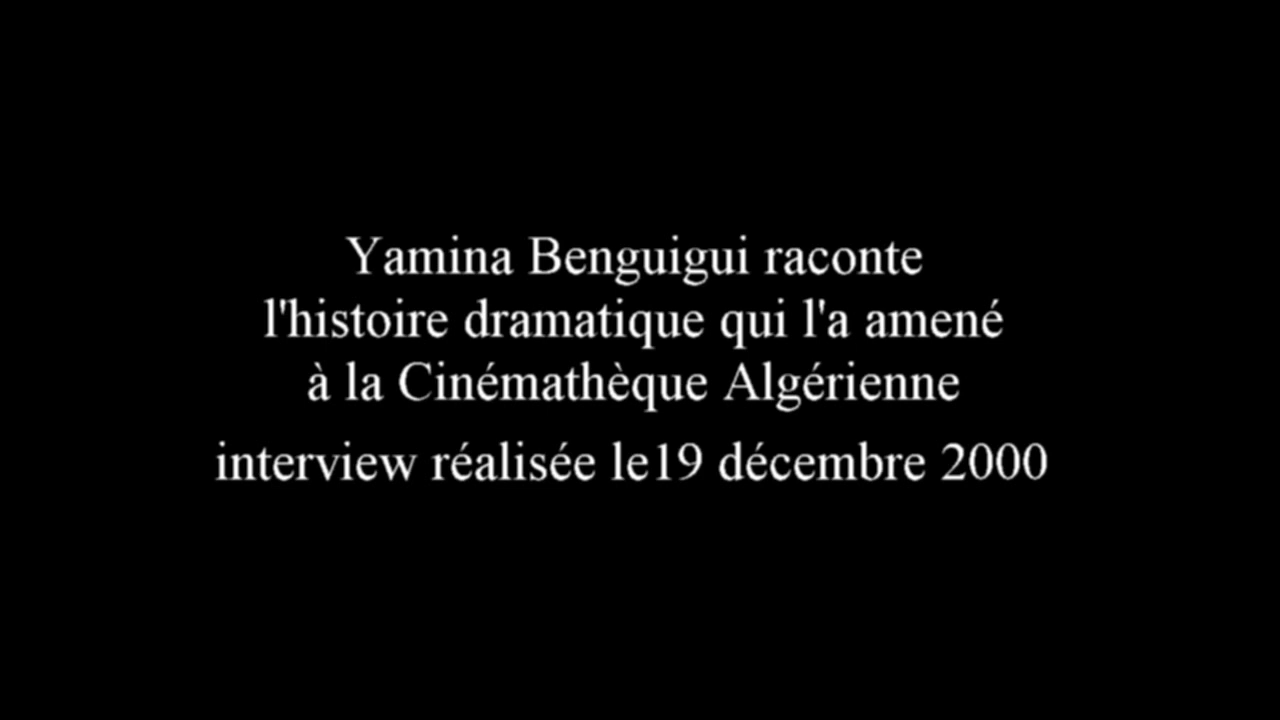 Yamina Benguigui raconte
l'histoire dramatique qui l'a amené
à la Cinémathèque Algérienne
interview réalisée le19 décembre 2000